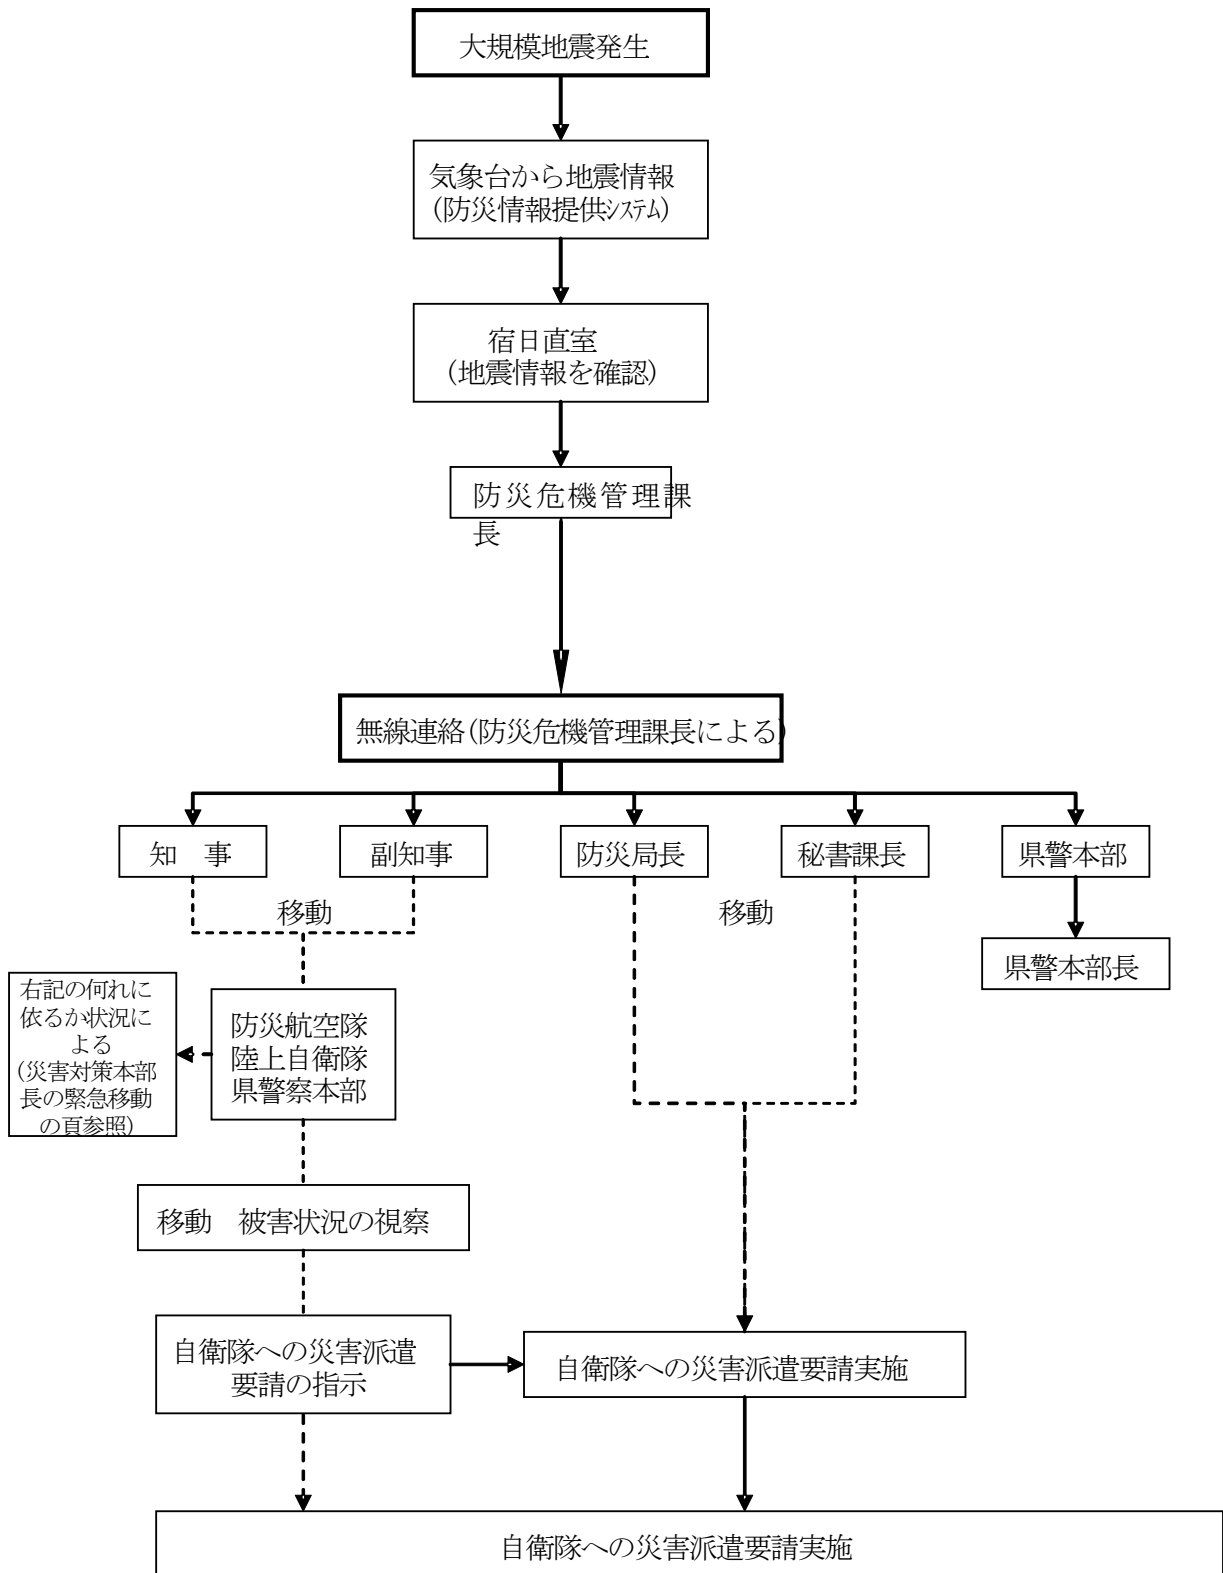 大規模地震発生
気象台から地震情報
(防災情報提供ｼｽﾃﾑ)
宿日直室
(地震情報を確認)
防災危機管理課
長
無線連絡(防災危機管理課長による)
知　事
副知事
防災局長
秘書課長
県警本部
移動
移動
県警本部長
右記の何れに
依るか状況に
よる
(災害対策本部
長の緊急移動
の頁参照)
防災航空隊
陸上自衛隊
県警察本部
移動　被害状況の視察
自衛隊への災害派遣
要請の指示
自衛隊への災害派遣要請実施
自衛隊への災害派遣要請実施